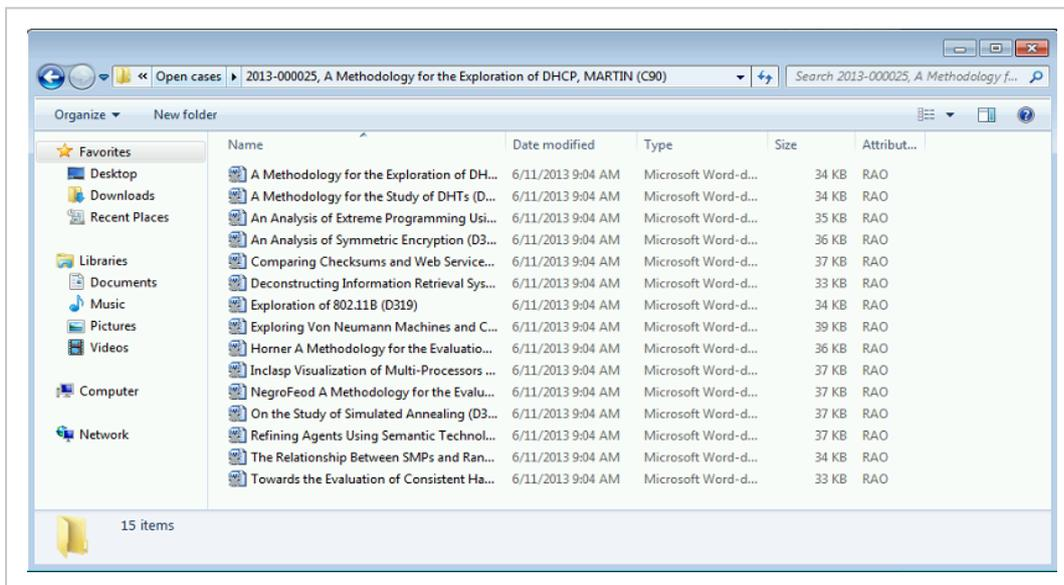 « Open cases ▸ 2013-000025, A Methodology for the Exploration of DHCP, MARTIN (C90) Search 2013-000025, A Methodology f...
Organize New folder
Name Date modified Type Size Attribut...
Favorites
Desktop
Downloads
Recent Places
Libraries
Documents
Music
Pictures
Videos
Computer
Network
A Methodology for the Exploration of DH... 6/11/2013 9:04 AM Microsoft Word-d... 34 KB RAO
A Methodology for the Study of DHTs (D... 6/11/2013 9:04 AM Microsoft Word-d... 34 KB RAO
An Analysis of Extreme Programming Usi... 6/11/2013 9:04 AM Microsoft Word-d... 35 KB RAO
An Analysis of Symmetric Encryption (D3... 6/11/2013 9:04 AM Microsoft Word-d... 36 KB RAO
Comparing Checksums and Web Service... 6/11/2013 9:04 AM Microsoft Word-d... 37 KB RAO
Deconstructing Information Retrieval Sys... 6/11/2013 9:04 AM Microsoft Word-d... 33 KB RAO
Exploration of 802.11B (D319) 6/11/2013 9:04 AM Microsoft Word-d... 34 KB RAO
Exploring Von Neumann Machines and C... 6/11/2013 9:04 AM Microsoft Word-d... 39 KB RAO
Horner A Methodology for the Evaluatio... 6/11/2013 9:04 AM Microsoft Word-d... 36 KB RAO
Inclasp Visualization of Multi-Processors ... 6/11/2013 9:04 AM Microsoft Word-d... 37 KB RAO
NegroFeod A Methodology for the Evalu... 6/11/2013 9:04 AM Microsoft Word-d... 37 KB RAO
On the Study of Simulated Annealing (D3... 6/11/2013 9:04 AM Microsoft Word-d... 37 KB RAO
Refining Agents Using Semantic Technol... 6/11/2013 9:04 AM Microsoft Word-d... 37 KB RAO
The Relationship Between SMPs and Ran... 6/11/2013 9:04 AM Microsoft Word-d... 34 KB RAO
Towards the Evaluation of Consistent Ha... 6/11/2013 9:04 AM Microsoft Word-d... 33 KB RAO
15 items